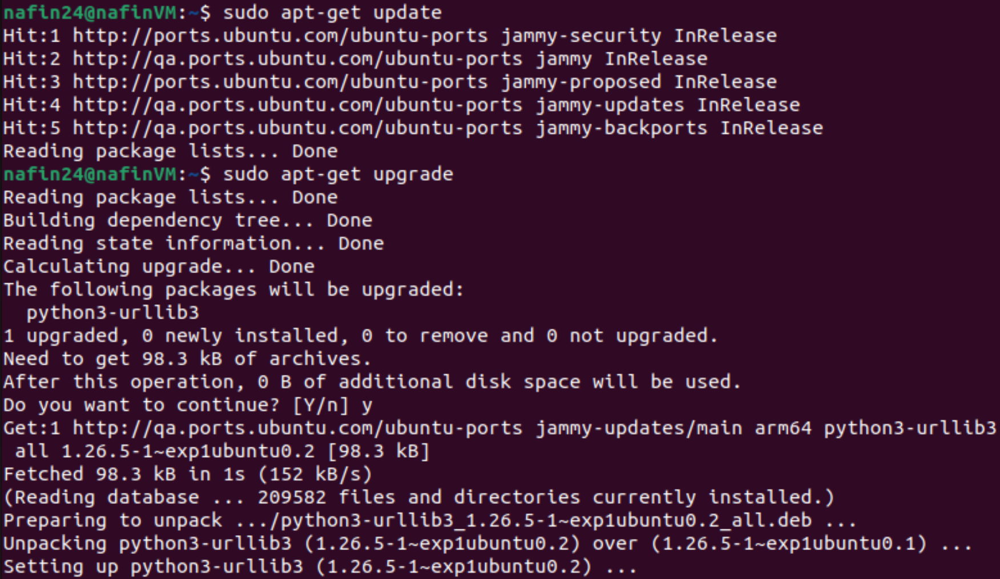 nafin24@nafinVM:~$ sudo apt-get update
Hit:1 http://ports.ubuntu.com/ubuntu-ports jammy-security InRelease
Hit:2 http://qa.ports.ubuntu.com/ubuntu-ports jammy InRelease
Hit:3 http://ports.ubuntu.com/ubuntu-ports jammy-proposed InRelease
Hit:4 http://qa.ports.ubuntu.com/ubuntu-ports jammy-updates InRelease
Hit:5 http://qa.ports.ubuntu.com/ubuntu-ports jammy-backports InRelease
Reading package lists... Done
nafin24@nafinVM:~$ sudo apt-get upgrade
Reading package lists... Done
Building dependency tree... Done
Reading state information... Done
Calculating upgrade... Done
The following packages will be upgraded:
  python3-urllib3
1 upgraded, 0 newly installed, 0 to remove and 0 not upgraded.
Need to get 98.3 kB of archives.
After this operation, 0 B of additional disk space will be used.
Do you want to continue? [Y/n] y
Get:1 http://qa.ports.ubuntu.com/ubuntu-ports jammy-updates/main arm64 python3-urllib3
 all 1.26.5-1~exp1ubuntu0.2 [98.3 kB]
Fetched 98.3 kB in 1s (152 kB/s)
(Reading database ... 209582 files and directories currently installed.)
Preparing to unpack .../python3-urllib3_1.26.5-1~exp1ubuntu0.2_all.deb ...
Unpacking python3-urllib3 (1.26.5-1~exp1ubuntu0.2) over (1.26.5-1~exp1ubuntu0.1) ...
Setting up python3-urllib3 (1.26.5-1~exp1ubuntu0.2) ...